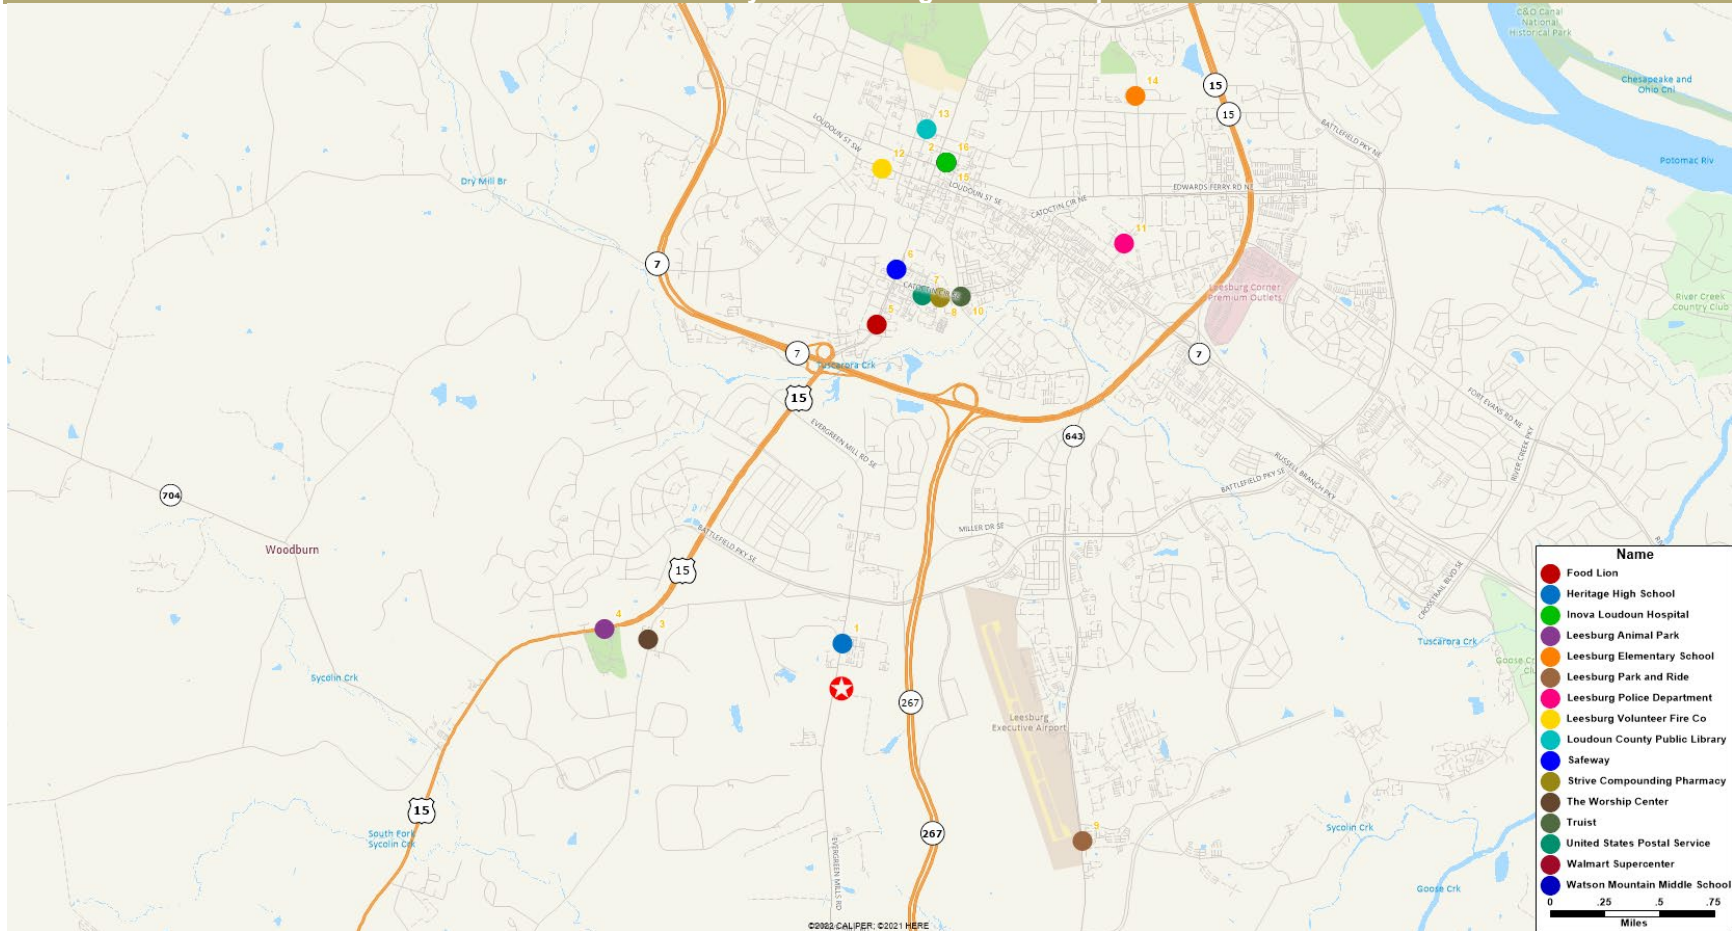 C&O Canal
National
Historical Park
Chesapeake and
Ohio Cnl
14
15
15
BATTLEFIELD PKY NE
Potomac Riv
LOUDOUN ST SW
13
2
16
12
15
LOUDOUN ST SE
CATOCTIN CIR NE
EDWARDS FERRY RD NE
Dry Mill Br
11
7
6
7
8
10
5
Leesburg Corner
Premium Outlets
River Creek
Country Club
7
7
Tuscarora Crk
15
EVERGREEN MILL RD SE
643
FORT EVANS RD NE
RIVER CREEK PKY
RUSSELL BRANCH PKY
BATTLEFIELD PKY SE
704
Woodburn
MILLER DR SE
BATTLEFIELD PKY SE
15
CROSSTRAIL BLVD SE
4
3
1
Tuscarora Crk
Sycolin Crk
267
Leesburg
Executive Airport
15
South Fork
Sycolin Crk
267
9
Sycolin Crk
EVERGREEN MILLS RD
Goose Crk
©2022 CALIPER; ©2021 HERE
Name
Food Lion
Heritage High School
Inova Loudoun Hospital
Leesburg Animal Park
Leesburg Elementary School
Leesburg Park and Ride
Leesburg Police Department
Leesburg Volunteer Fire Co
Loudoun County Public Library
Safeway
Strive Compounding Pharmacy
The Worship Center
Truist
United States Postal Service
Walmart Supercenter
Watson Mountain Middle School
0 .25 .5 .75
Miles